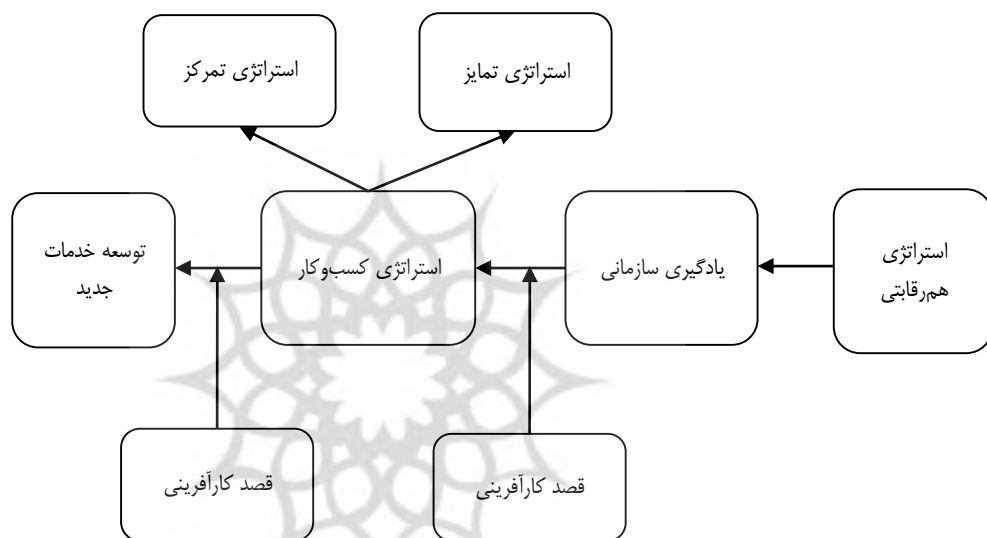 استراتژی تمایز
استراتژی تمرکز
استراتژی
هم‌رقابتی
یادگیری سازمانی
استراتژی کسب‌وکار
توسعه خدمات
جدید
قصد کارآفرینی
قصد کارآفرینی